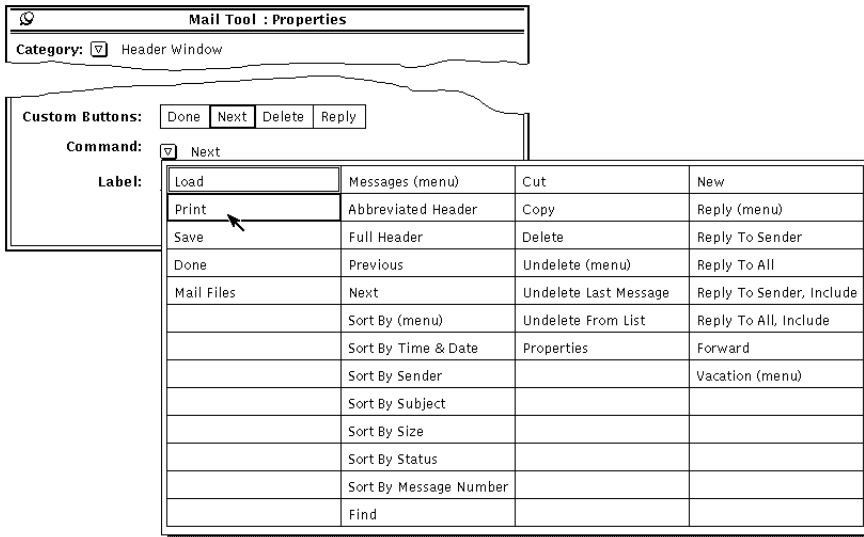 Mail Tool : Properties
Category: Header Window
Custom Buttons: Done Next Delete Reply
Command: Next
Label:
Load Messages (menu) Cut New
Print Abbreviated Header Copy Reply (menu)
Save Full Header Delete Reply To Sender
Done Previous Undelete (menu) Reply To All
Mail Files Next Undelete Last Message Reply To Sender, Include
Sort By (menu) Undelete From List Reply To All, Include
Sort By Time & Date Properties Forward
Sort By Sender Vacation (menu)
Sort By Subject
Sort By Size
Sort By Status
Sort By Message Number
Find